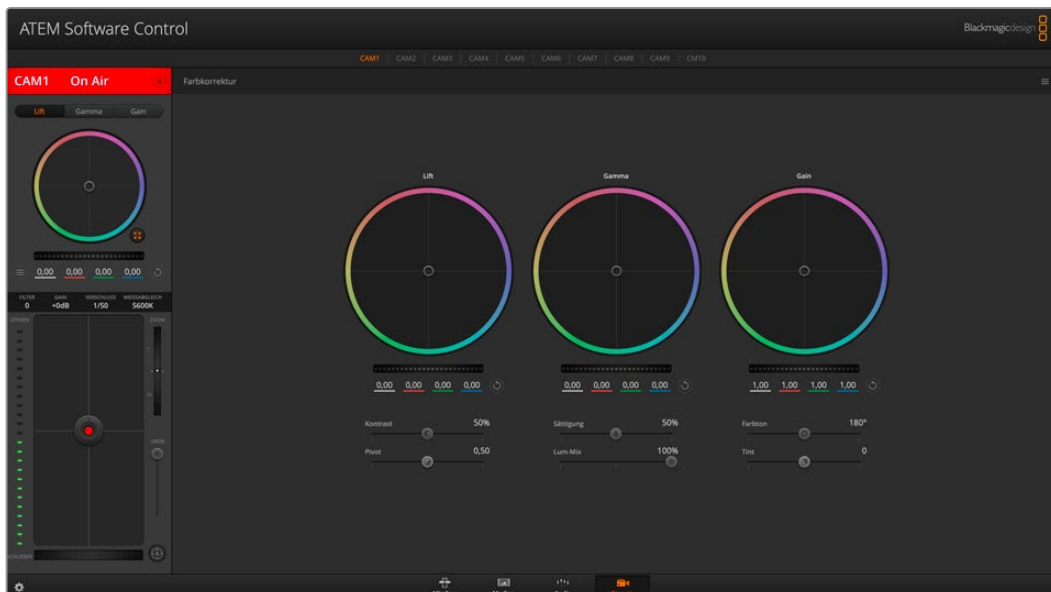 ATEM Software Control
Blackmagicdesign
CAM1 CAM2 CAM3 CAM4 CAM5 CAM6 CAM7 CAM8 CAM9 CM10
CAM1 On Air
Farbkorrektur
Lift Gamma Gain
Lift Gamma Gain
0,00 0,00 0,00 0,00
FILTER GAIN VERSCHLUSS WEISSABGLEICH
0 +0dB 1/50 5600K
ZOOM
0,00 0,00 0,00 0,00 0,00 0,00 0,00 0,00 1,00 1,00 1,00 1,00
Kontrast 50% Sättigung 50% Farbton 180°
Pivot 0,50 Lum-Mix 100% Tint 0